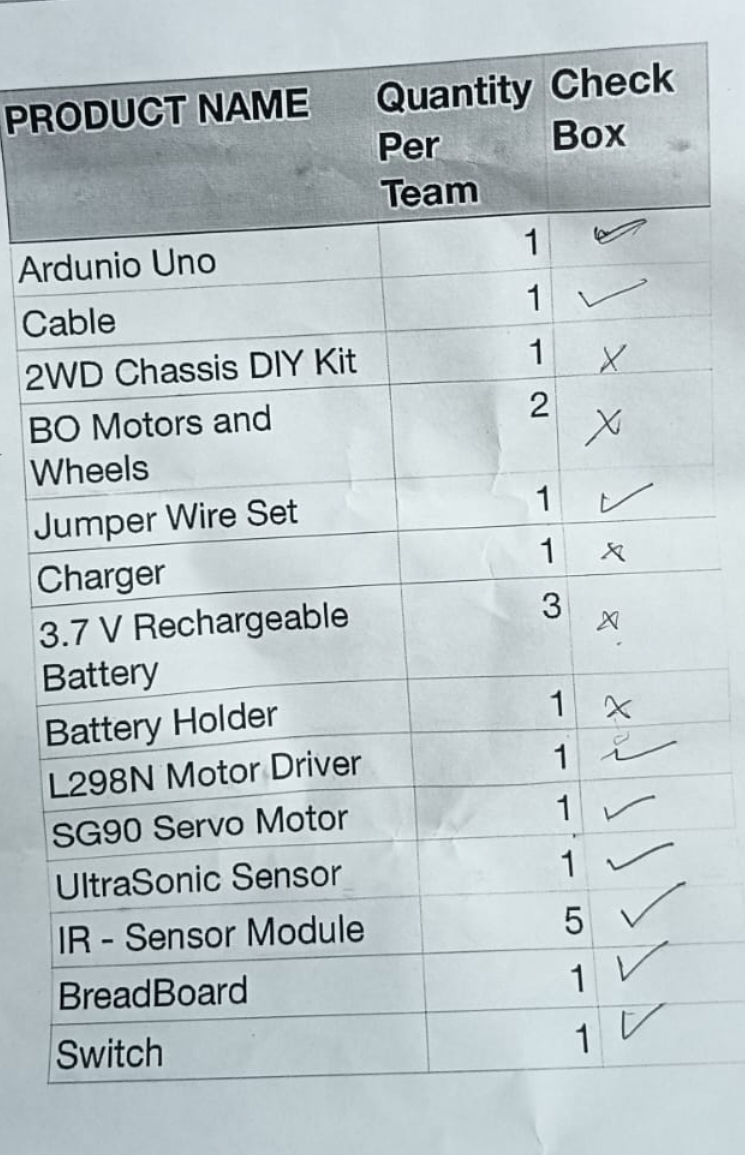 PRODUCT NAME Quantity Per Team Check Box
Ardunio Uno 1 ✓
Cable 1 ✓
2WD Chassis DIY Kit 1 X
BO Motors and Wheels 2 X
Jumper Wire Set 1 ✓
Charger 1 X
3.7 V Rechargeable Battery 3 X
Battery Holder 1 X
L298N Motor Driver 1 ✓
SG90 Servo Motor 1 ✓
UltraSonic Sensor 1 ✓
IR - Sensor Module 5 ✓
BreadBoard 1 ✓
Switch 1 ✓